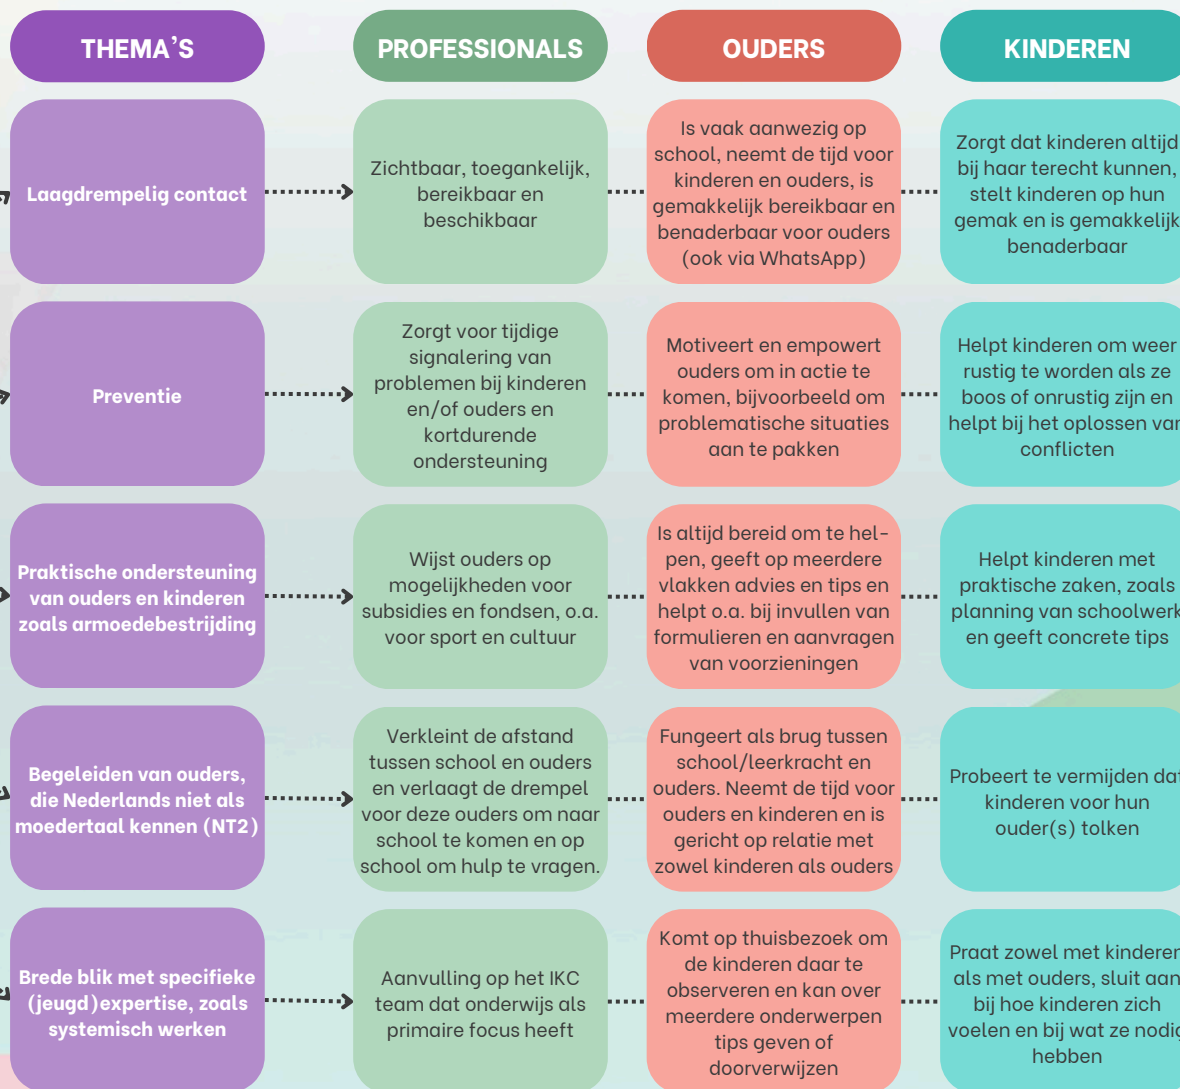 THEMA'S
PROFESSIONALS
OUDERS
KINDEREN
Laagdrempelig contact
Zichtbaar, toegankelijk,
bereikbaar en
beschikbaar
Is vaak aanwezig op
school, neemt de tijd voor
kinderen en ouders, is
gemakkelijk bereikbaar en
benaderbaar voor ouders
(ook via WhatsApp)
Zorgt dat kinderen altijd
bij haar terecht kunnen,
stelt kinderen op hun
gemak en is gemakkelijk
benaderbaar
Preventie
Zorgt voor tijdige
signalering van
problemen bij kinderen
en/of ouders en
kortdurende
ondersteuning
Motiveert en empowert
ouders om in actie te
komen, bijvoorbeeld om
problematische situaties
aan te pakken
Helpt kinderen om weer
rustig te worden als ze
boos of onrustig zijn en
helpt bij het oplossen van
conflicten
Praktische ondersteuning
van ouders en kinderen
zoals armoedebestrijding
Wijst ouders op
mogelijkheden voor
subsidies en fondsen, o.a.
voor sport en cultuur
Is altijd bereid om te hel-
pen, geeft op meerdere
vlakken advies en tips en
helpt o.a. bij invullen van
formulieren en aanvragen
van voorzieningen
Helpt kinderen met
praktische zaken, zoals
planning van schoolwerk
en geeft concrete tips
Begeleiden van ouders,
die Nederlands niet als
moedertaal kennen (NT2)
Verkleint de afstand
tussen school en ouders
en verlaagt de drempel
voor deze ouders om naar
school te komen en op
school om hulp te vragen.
Fungeert als brug tussen
school/leerkracht en
ouders. Neemt de tijd voor
ouders en kinderen en is
gericht op relatie met
zowel kinderen als ouders
Probeert te vermijden dat
kinderen voor hun
ouder(s) tolken
Brede blik met specifieke
(jeugd)expertise, zoals
systemisch werken
Aanvulling op het IKC
team dat onderwijs als
primaire focus heeft
Komt op thuisbezoek om
de kinderen daar te
observeren en kan over
meerdere onderwerpen
tips geven of
doorverwijzen
Praat zowel met kinderen
als met ouders, sluit aan
bij hoe kinderen zich
voelen en bij wat ze nodig
hebben